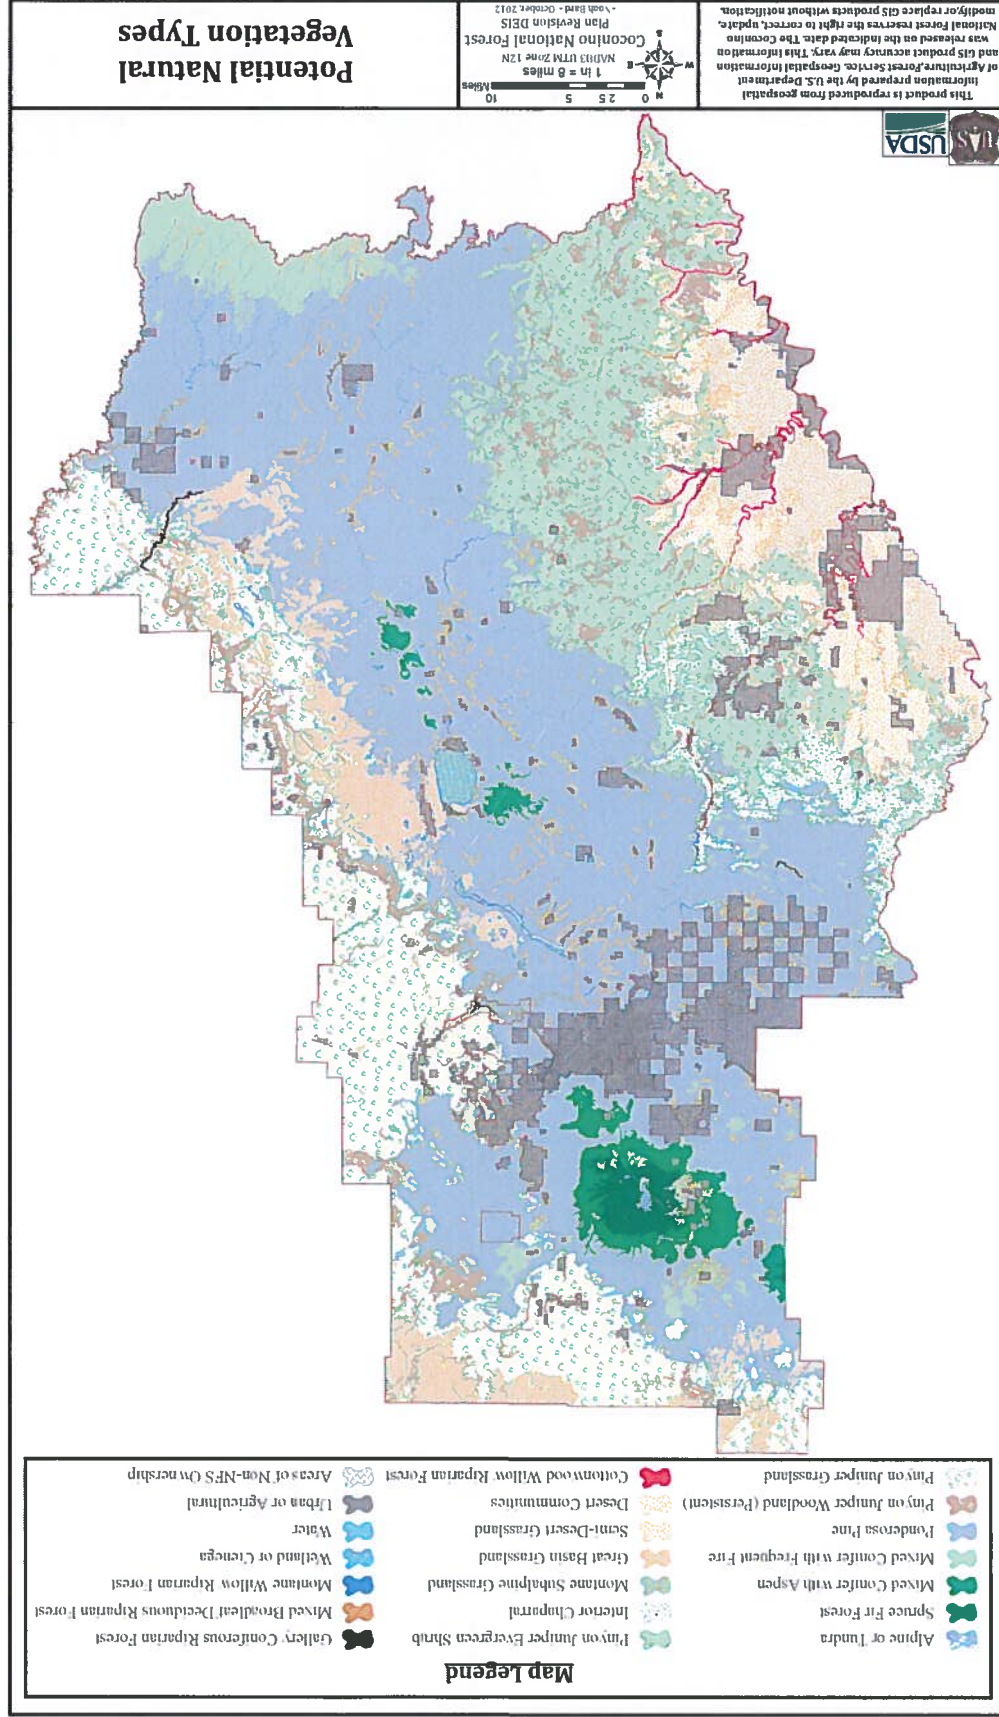 Map Legend
Alpine or Tundra
Spruce Fir Forest
Mixed Conifer with Aspen
Mixed Conifer with Frequent Fire
Ponderosa Pine
Pinyon Juniper Woodland (Persistent)
Pinyon Juniper Grassland
Pinyon Juniper Evergreen Shrub
Interior Chaparral
Montane Subalpine Grassland
Great Basin Grassland
Semi-Desert Grassland
Desert Communities
Cottonwood Willow Riparian Forest
Gallery Coniferous Riparian Forest
Mixed Broadleaf Deciduous Riparian Forest
Montane Willow Riparian Forest
Wetland or Cienega
Water
Urban or Agricultural
Areas of Non-NFS Ownership
USDA
This product is reproduced from geospatial
information prepared by the U.S. Department
of Agriculture, Forest Service. Geospatial Information
and GIS product accuracy may vary. This information
was released on the indicated date. The Coconino
National Forest reserves the right to correct, update,
modify, or replace GIS products without notification.
N
W E
S
0 2.5 5 10
Miles
1 in = 8 miles
NAD83 UTM Zone 12N
Coconino National Forest
Plan Revision DEIS
- Noah Bard - October, 2012
Potential Natural
Vegetation Types